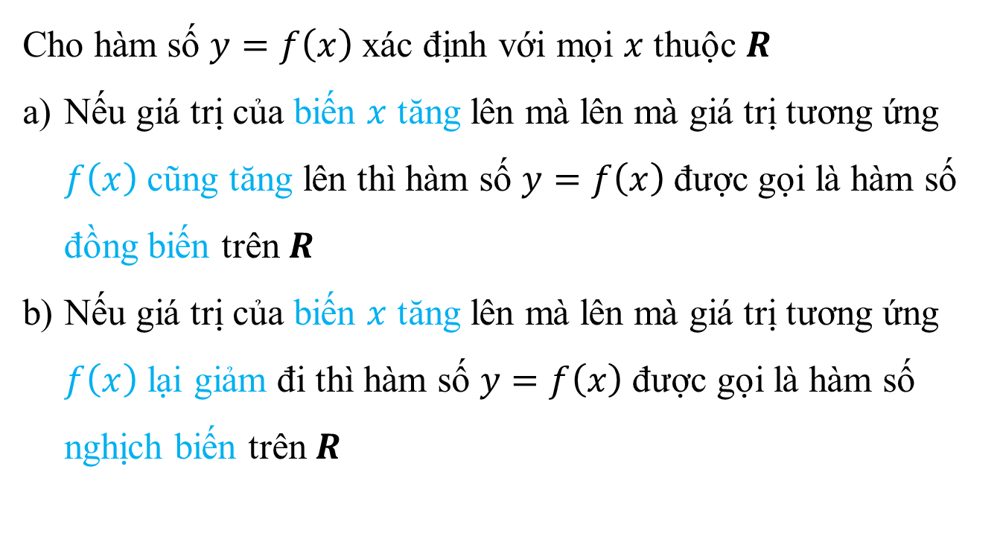 Cho hàm số y = f(x) xác định với mọi x thuộc R
a) Nếu giá trị của biến x tăng lên mà lên mà giá trị tương ứng
f(x) cũng tăng lên thì hàm số y = f(x) được gọi là hàm số
đồng biến trên R
b) Nếu giá trị của biến x tăng lên mà lên mà giá trị tương ứng
f(x) lại giảm đi thì hàm số y = f(x) được gọi là hàm số
nghịch biến trên R